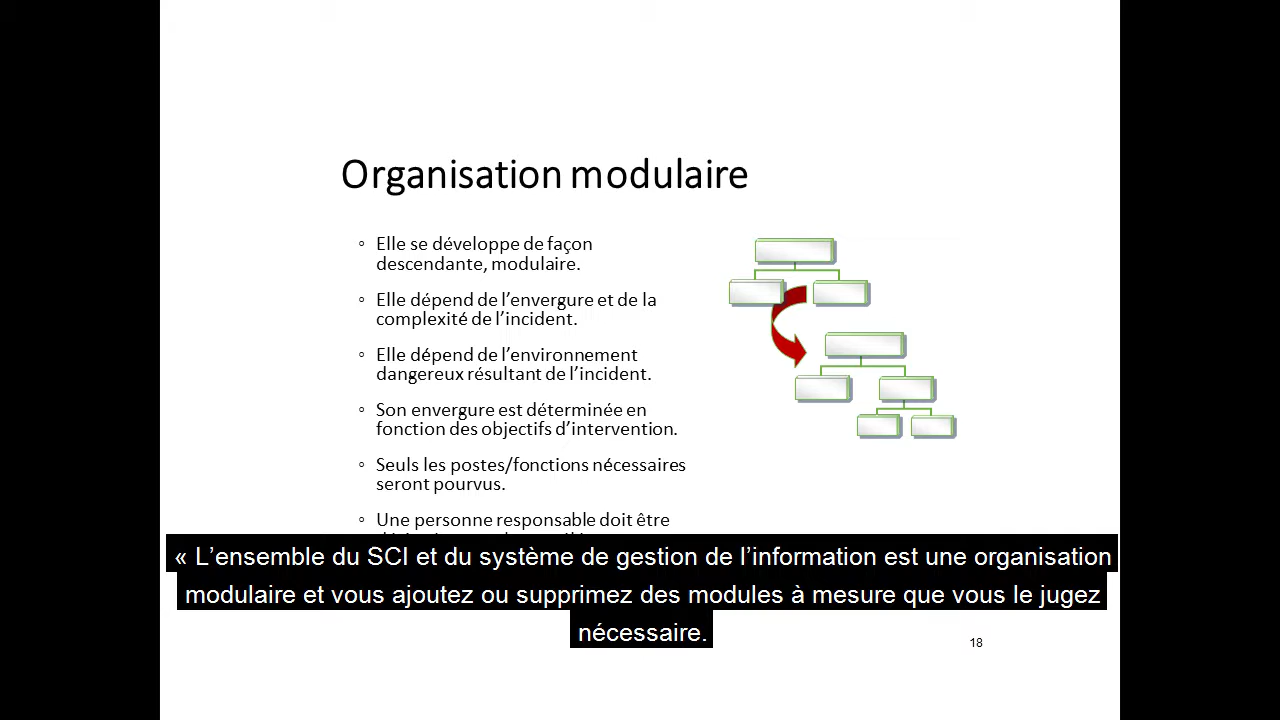 Organisation modulaire
◦ Elle se développe de façon
descendante, modulaire.
◦ Elle dépend de l’envergure et de la
complexité de l’incident.
◦ Elle dépend de l’environnement
dangereux résultant de l’incident.
◦ Son envergure est déterminée en
fonction des objectifs d’intervention.
◦ Seuls les postes/fonctions nécessaires
seront pourvus.
◦ Une personne responsable doit être
« L’ensemble du SCI et du système de gestion de l’information est une organisation
modulaire et vous ajoutez ou supprimez des modules à mesure que vous le jugez
nécessaire.
18